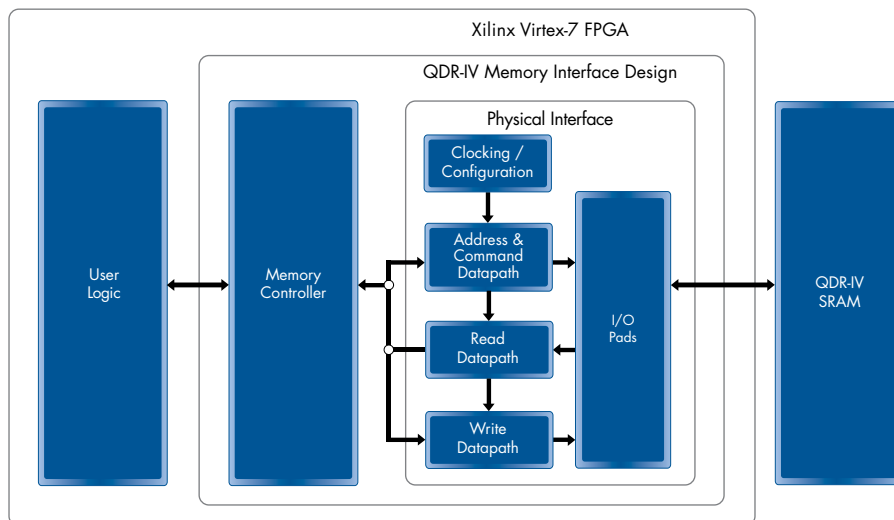 Xilinx Virtex-7 FPGA
QDR-IV Memory Interface Design
Physical Interface
Clocking /
Configuration
Address &
Command
Datapath
User
Logic
Memory
Controller
Read
Datapath
Write
Datapath
I/O
Pads
QDR-IV
SRAM